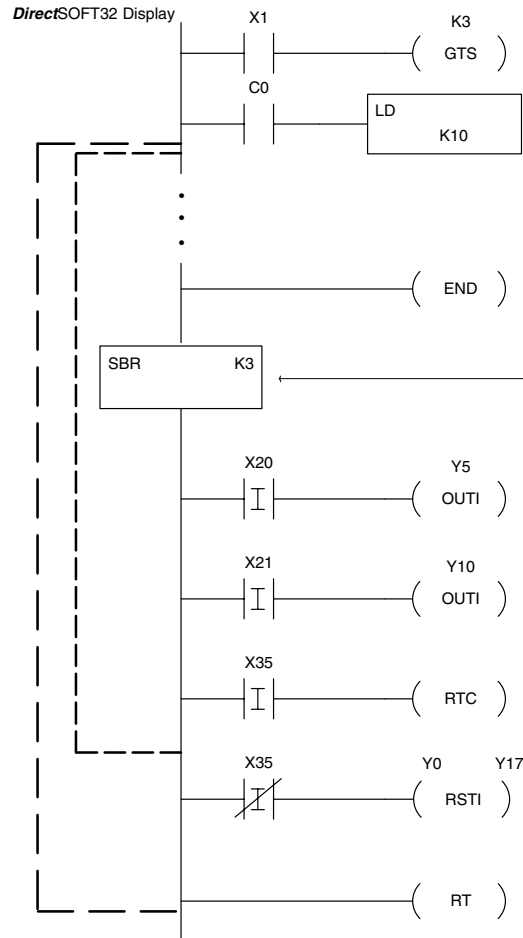 DirectSOFT32 Display
X1 K3
GTS
C0
LD
K10
END
SBR K3
X20 Y5
I OUTI
X21 Y10
I OUTI
X35
I RTC
X35 Y0 Y17
I RSTI
RT